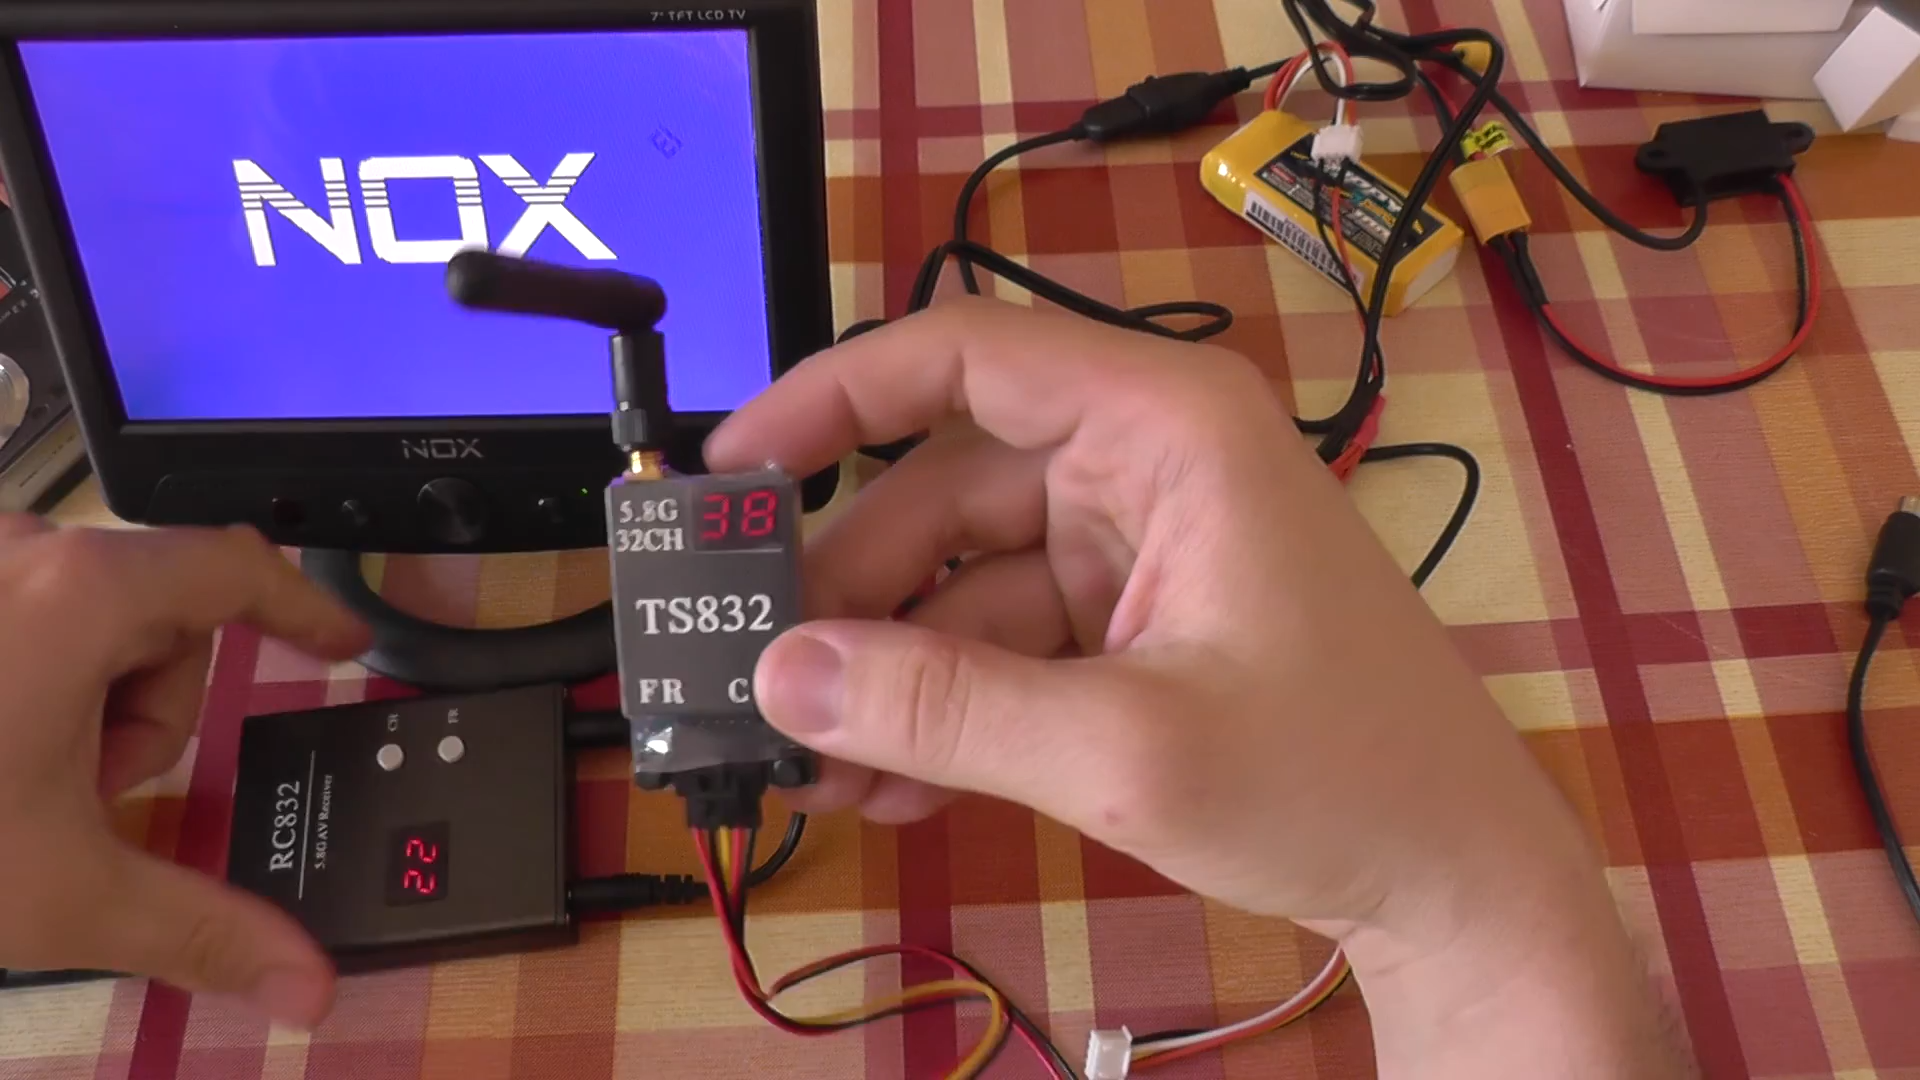 7" TFT LCD TV
NOX
NOX
5.8G
32CH
38
TS832
FR C
CH FR
RC832
5.8G AV Receiver
22